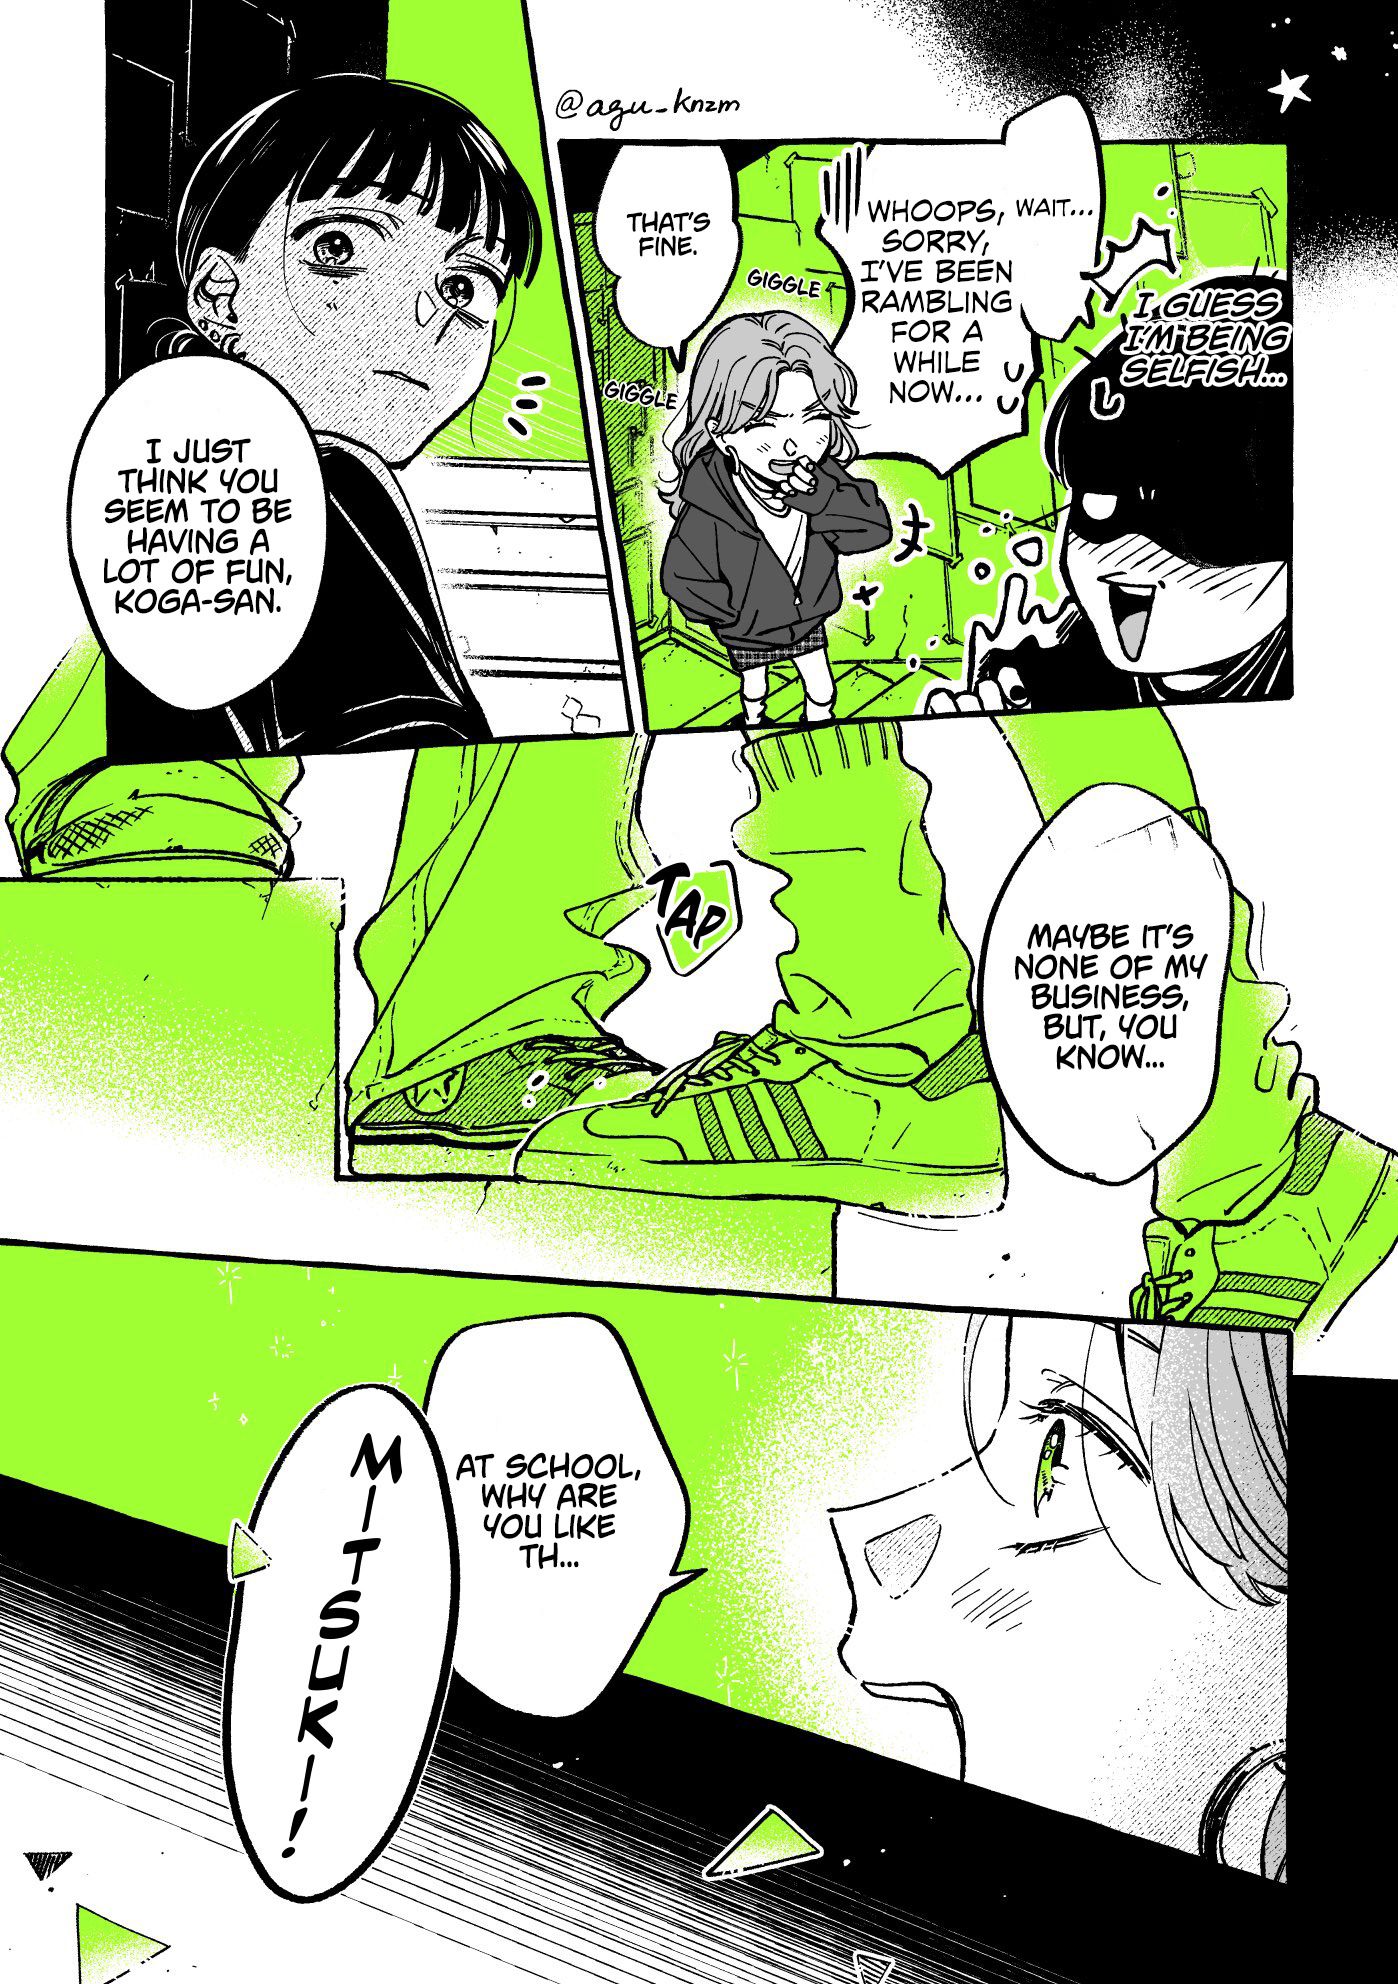 @agu_knzm
WAIT...
WHOOPS,
SORRY,
I'VE BEEN
RAMBLING
FOR A
WHILE
NOW...
I GUESS
I'M BEING
SELFISH...
THAT'S
FINE.
GIGGLE
GIGGLE
I JUST
THINK YOU
SEEM TO BE
HAVING A
LOT OF FUN,
KOGA-SAN.
MAYBE IT'S
NONE OF MY
BUSINESS,
BUT, YOU
KNOW...
TAP
AT SCHOOL,
WHY ARE
YOU LIKE
TH...
MITSUKI!